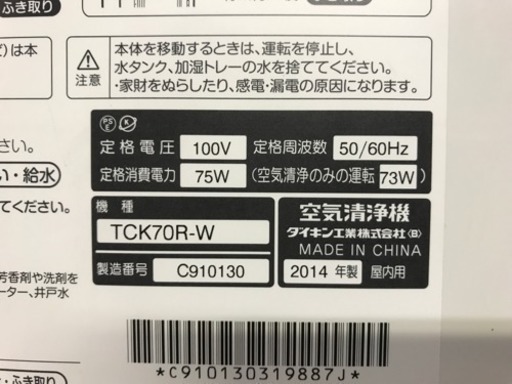 ふき取り
ど)は本
注意
本体を移動するときは、運転を停止し、
水タンク、加湿トレーの水を捨ててください。
・家財をぬらしたり、感電・漏電の原因になります。
さい。
い・給水
てください。
芳香剤や洗剤を
ーター、井戸水
定格電圧 100V 定格周波数 50/60Hz
定格消費電力 75W (空気清浄のみの運転 73W)
機種
TCK70R-W
製造番号 C910130
空気清浄機
ダイキン工業株式会社(B)
MADE IN CHINA
2014年製 屋内用
*C910130319887J*
・ふき取り